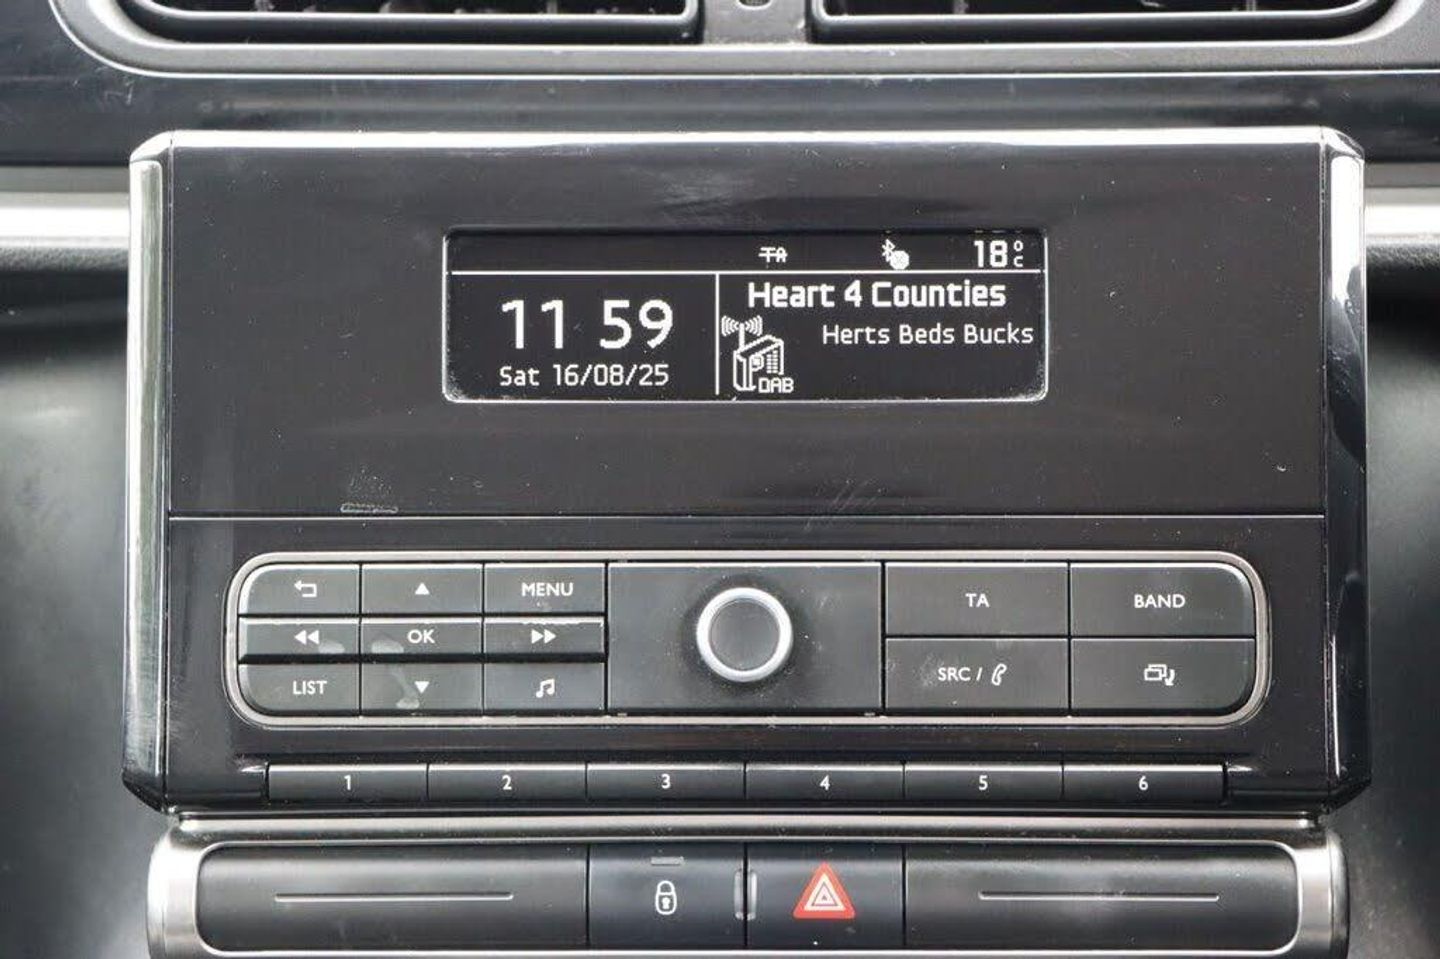 TA 18°C
11 59
Sat 16/08/25
Heart 4 Counties
Herts Beds Bucks
DAB
MENU
OK
LIST
TA
BAND
SRC /
1 2 3 4 5 6